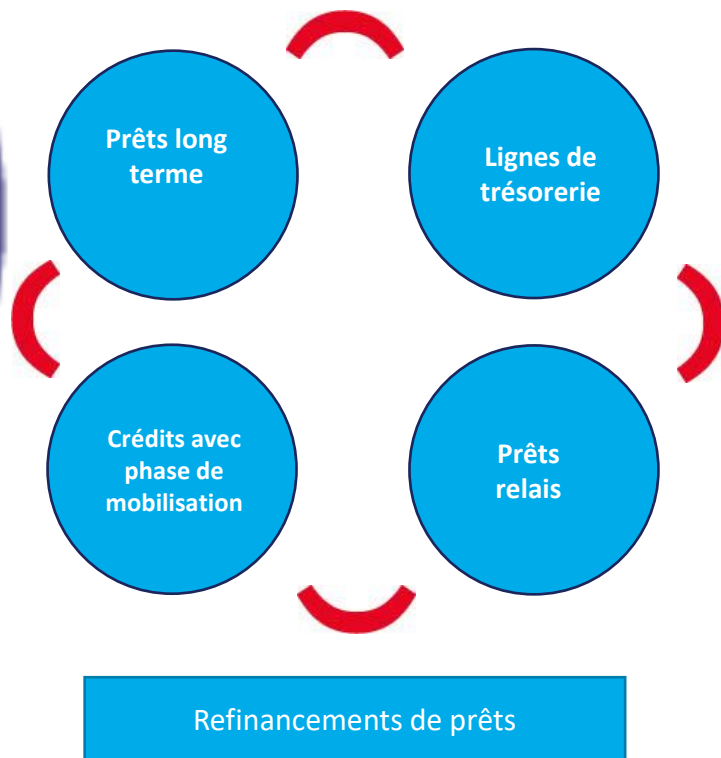 Prêts long
terme
Lignes de
trésorerie
Crédits avec
phase de
mobilisation
Prêts
relais
Refinancements de prêts